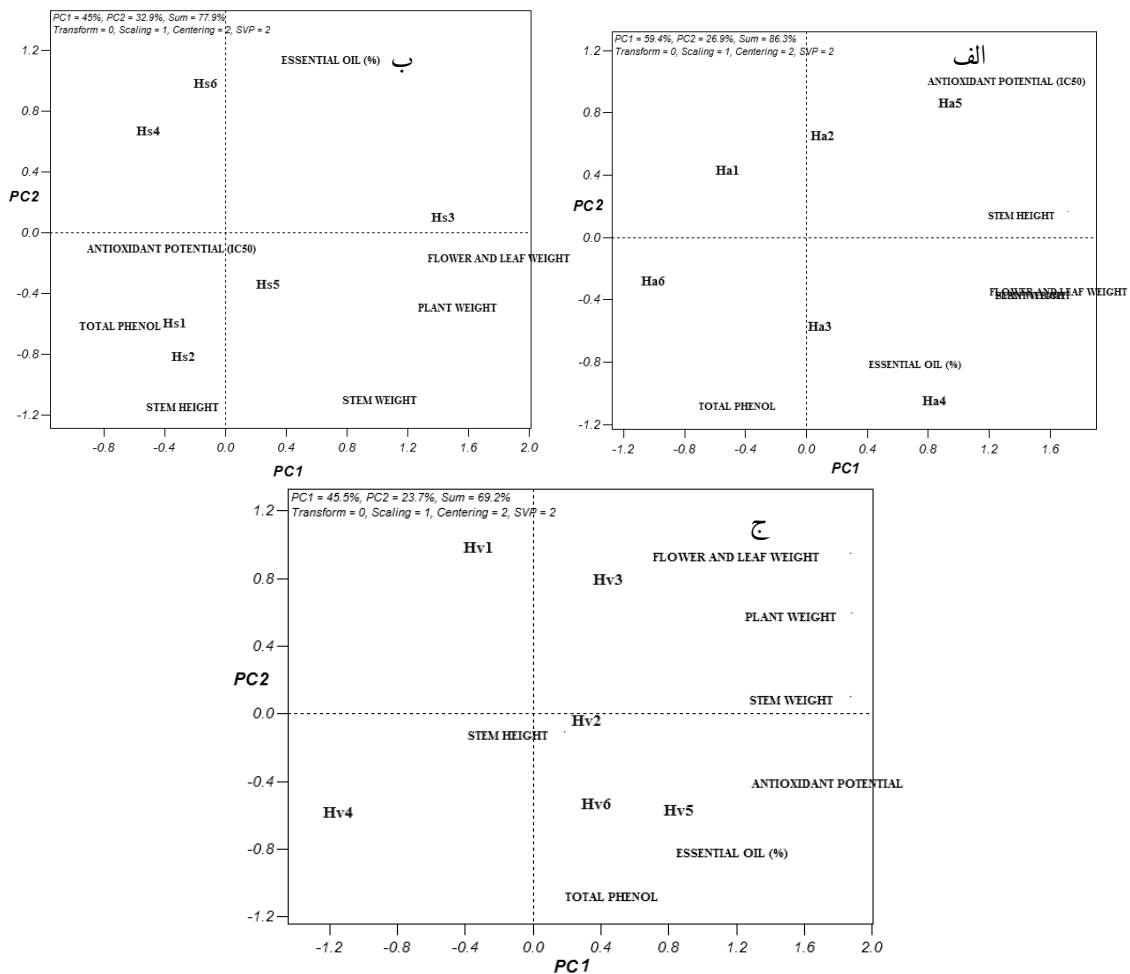 PC1 = 45%, PC2 = 32.9%, Sum = 77.9%
Transform = 0, Scaling = 1, Centering = 2, SVP = 2
1.2
ESSENTIAL OIL (%)
ب
Hs6
0.8
Hs4
0.4
PC2
Hs3
0.0
ANTIOXIDANT POTENTIAL (IC50)
FLOWER AND LEAF WEIGHT
Hs5
-0.4
PLANT WEIGHT
TOTAL PHENOL
Hs1
-0.8
Hs2
STEM HEIGHT
STEM WEIGHT
-1.2
-0.8 -0.4 0.0 0.4 0.8 1.2 1.6 2.0
PC1
PC1 = 59.4%, PC2 = 26.9%, Sum = 86.3%
Transform = 0, Scaling = 1, Centering = 2, SVP = 2
1.2
الف
ANTIOXIDANT POTENTIAL (IC50)
Ha5
0.8
Ha2
Ha1
0.4
PC2
STEM HEIGHT
0.0
Ha6
FLOWER AND LEAF WEIGHT
-0.4
Ha3
-0.8
ESSENTIAL OIL (%)
Ha4
TOTAL PHENOL
-1.2
-1.2 -0.8 -0.4 0.0 0.4 0.8 1.2 1.6
PC1
PC1 = 45.5%, PC2 = 23.7%, Sum = 69.2%
Transform = 0, Scaling = 1, Centering = 2, SVP = 2
1.2
ج
Hv1
FLOWER AND LEAF WEIGHT
0.8
Hv3
PLANT WEIGHT
0.4
PC2
STEM WEIGHT
0.0
Hv2
STEM HEIGHT
-0.4
ANTIOXIDANT POTENTIAL
Hv4
Hv6
Hv5
-0.8
ESSENTIAL OIL (%)
TOTAL PHENOL
-1.2
-1.2 -0.8 -0.4 0.0 0.4 0.8 1.2 1.6 2.0
PC1